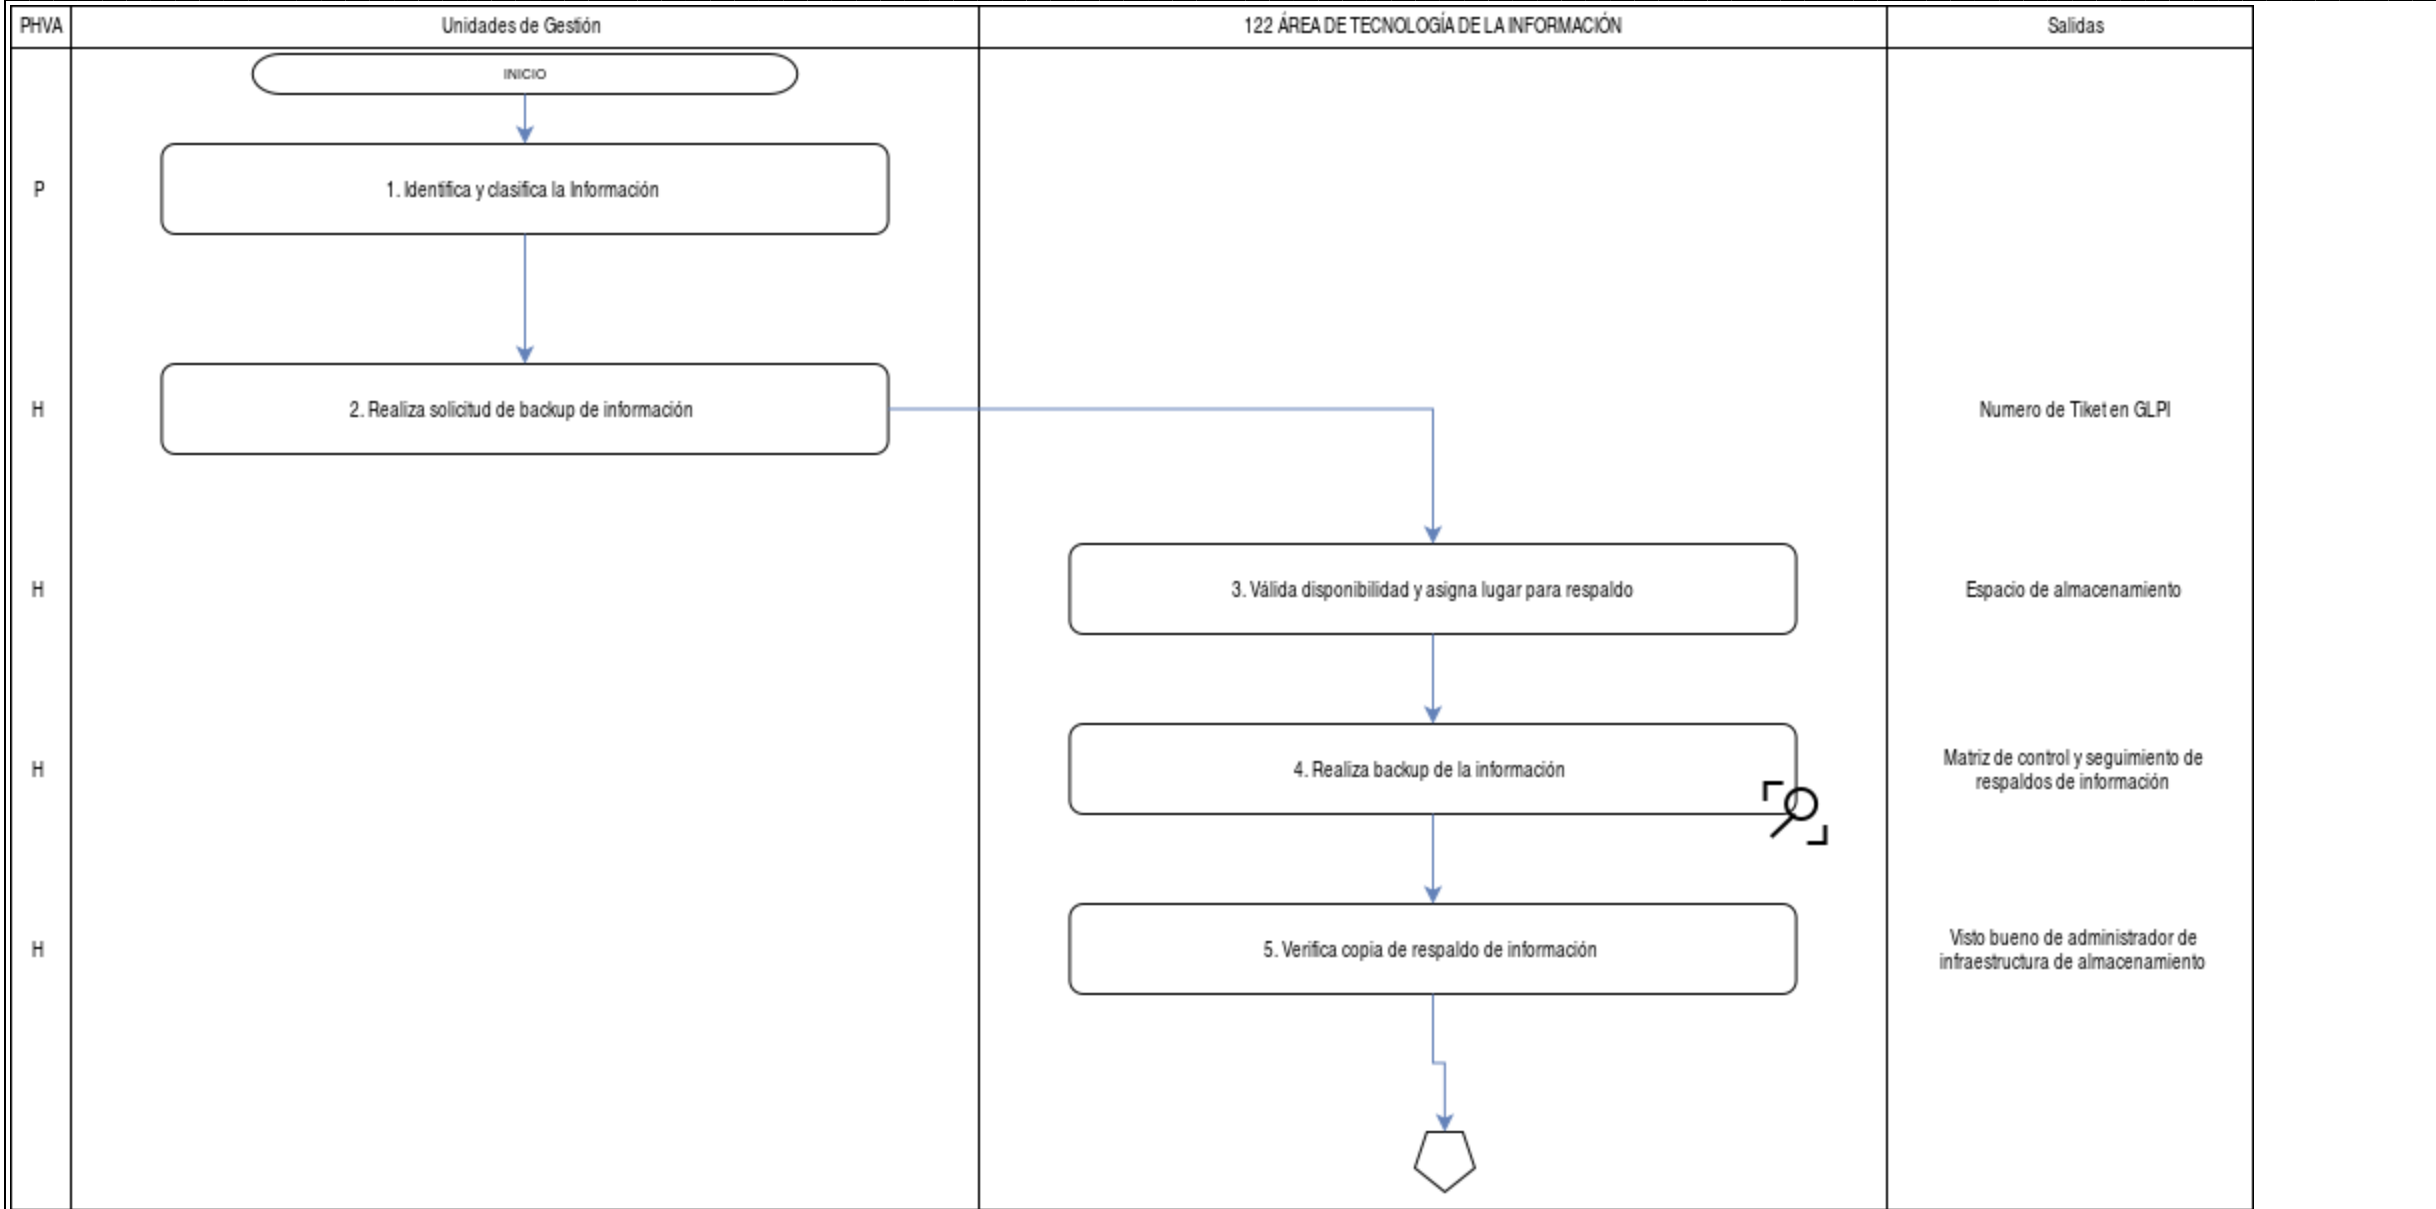 PHVA
Unidades de Gestión
122 ÁREA DE TECNOLOGÍA DE LA INFORMACIÓN
Salidas
INICIO
P
1. Identifica y clasifica la Información
H
2. Realiza solicitud de backup de información
Numero de Tiket en GLPI
H
3. Válida disponibilidad y asigna lugar para respaldo
Espacio de almacenamiento
H
4. Realiza backup de la información
Matriz de control y seguimiento de
respaldos de información
H
5. Verifica copia de respaldo de información
Visto bueno de administrador de
infraestructura de almacenamiento